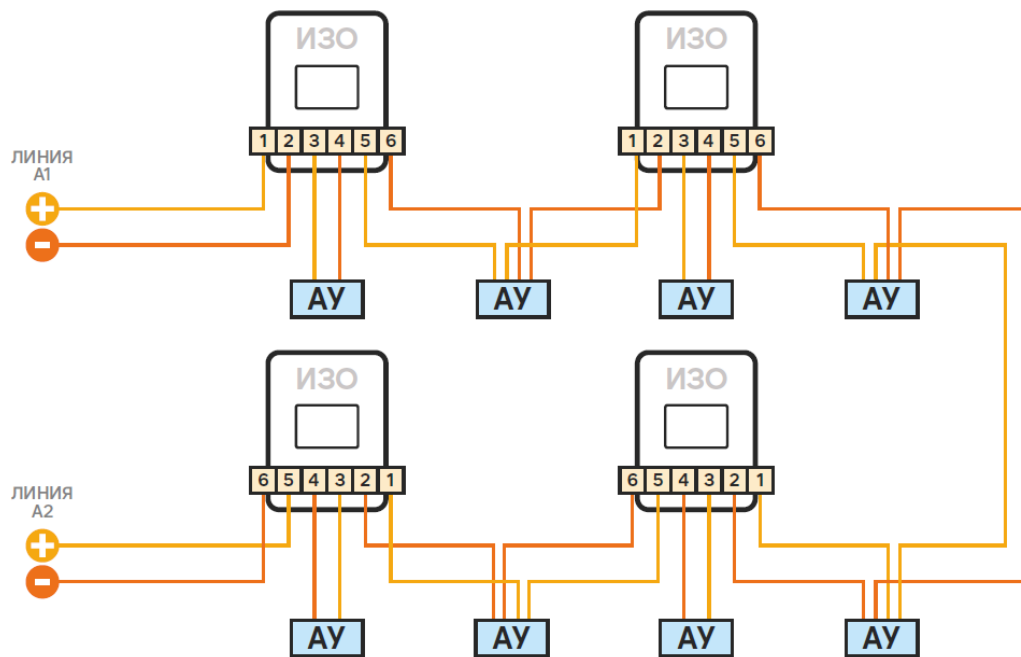 ИЗО ИЗО
1 2 3 4 5 6 1 2 3 4 5 6
ЛИНИЯ
А1
+
-
АУ АУ АУ АУ
ИЗО ИЗО
6 5 4 3 2 1 6 5 4 3 2 1
ЛИНИЯ
А2
+
-
АУ АУ АУ АУ